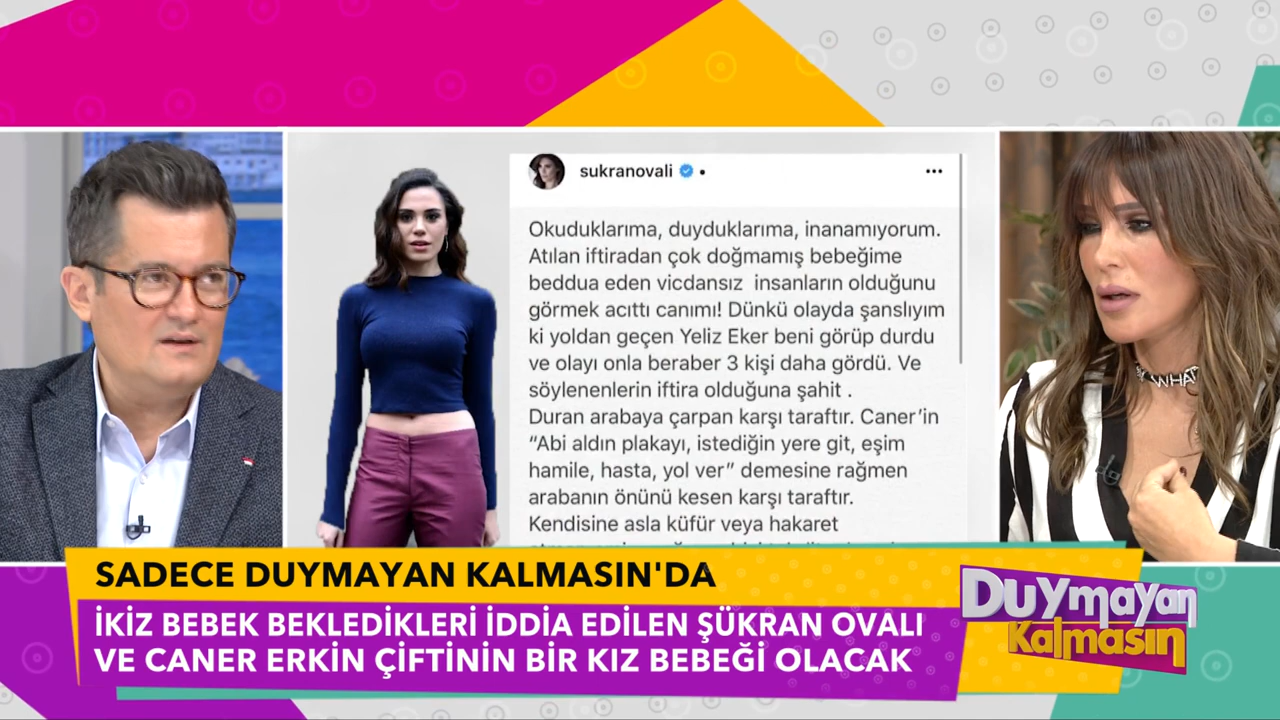 sukranovali
Okuduklarıma, duyduklarıma, inanamıyorum.
Atılan iftiradan çok doğmamış bebeğime
beddua eden vicdansız insanların olduğunu
görmek acıttı canımı! Dünkü olayda şanslıyım
ki yoldan geçen Yeliz Eker beni görüp durdu
ve olayı onla beraber 3 kişi daha gördü. Ve
söylenenlerin iftira olduğuna şahit .
Duran arabaya çarpan karşı taraftır. Caner'in
“Abi aldın plakayı, istediğin yere git, eşim
hamile, hasta, yol ver” demesine rağmen
arabanın önünü kesen karşı taraftır.
Kendisine asla küfür veya hakaret
WHAT
SADECE DUYMAYAN KALMASIN'DA
İKİZ BEBEK BEKLEDİKLERİ İDDİA EDİLEN ŞÜKRAN OVALI
VE CANER ERKİN ÇİFTİNİN BİR KIZ BEBEĞİ OLACAK
Duymayan
Kalmasın